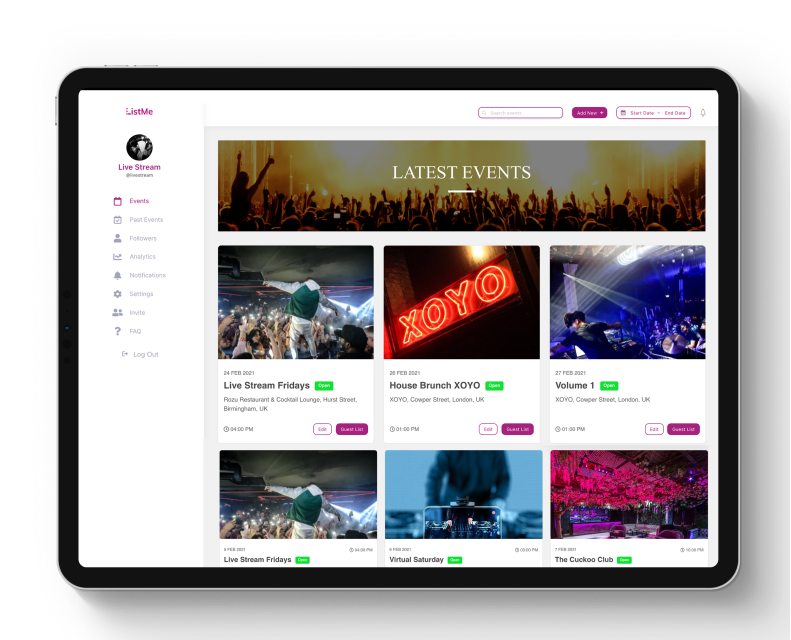 ListMe
Search events
Add New +
Start Date ~ End Date
Live Stream
@livestream
Events
Past Events
Followers
Analytics
Notifications
Settings
Invite
FAQ
Log Out
LATEST EVENTS
XOYO
24 FEB 2021
Live Stream Fridays Open
Rozu Restaurant & Cocktail Lounge, Hurst Street,
Birmingham, UK
04:00 PM Edit Guest List
26 FEB 2021
House Brunch XOYO Open
XOYO, Cowper Street, London, UK
01:00 PM Edit Guest List
27 FEB 2021
Volume 1 Open
XOYO, Cowper Street, London, UK
01:00 PM Edit Guest List
5 FEB 2021 04:00 PM
Live Stream Fridays Open
6 FEB 2021 03:00 PM
Virtual Saturday Open
7 FEB 2021 10:00 PM
The Cuckoo Club Open